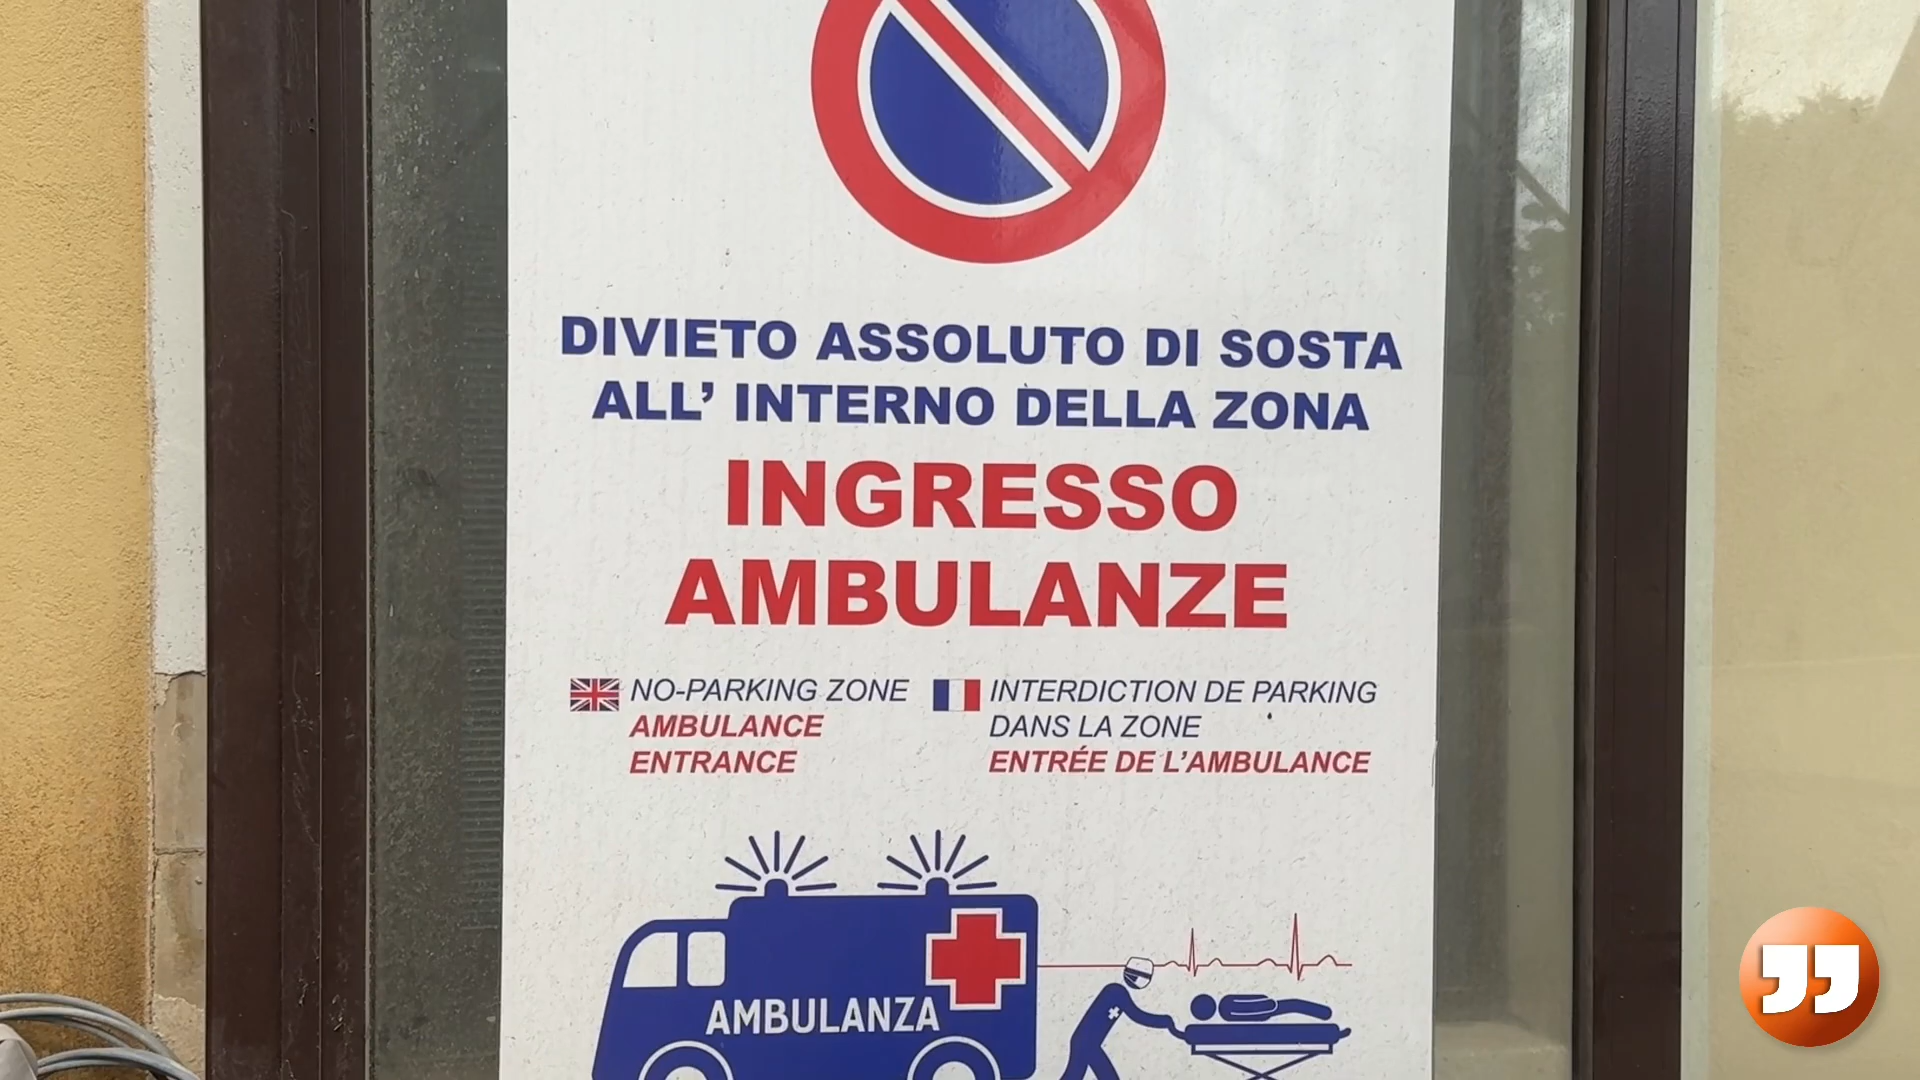 DIVIETO ASSOLUTO DI SOSTA
ALL' INTERNO DELLA ZONA
INGRESSO
AMBULANZE
NO-PARKING ZONE
AMBULANCE
ENTRANCE
INTERDICTION DE PARKING
DANS LA ZONE
ENTRÉE DE L'AMBULANCE
AMBULANZA